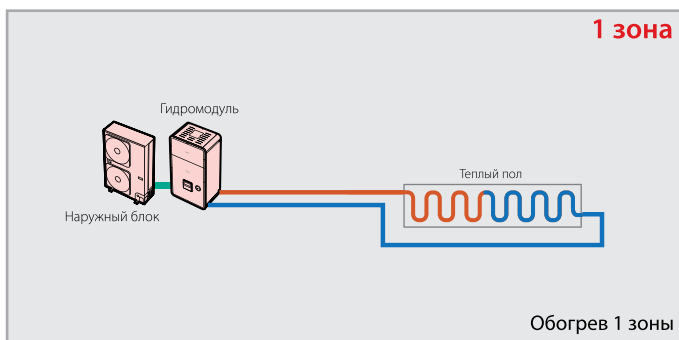 1 зона
Гидромодуль
Теплый пол
Наружный блок
Обогрев 1 зоны